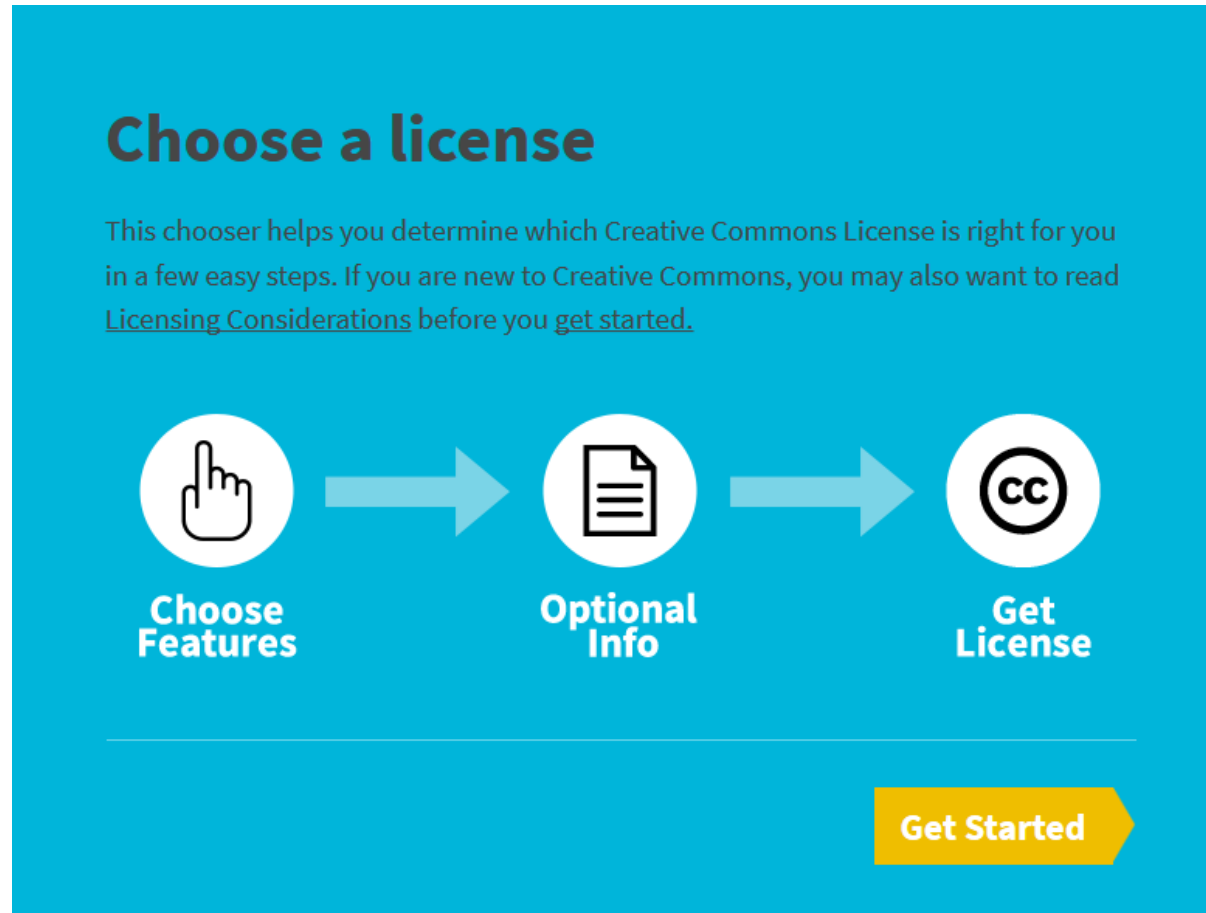 Choose a license
This chooser helps you determine which Creative Commons License is right for you
in a few easy steps. If you are new to Creative Commons, you may also want to read
Licensing Considerations before you get started.
cc
Choose
Features
Optional
Info
Get
License
Get Started